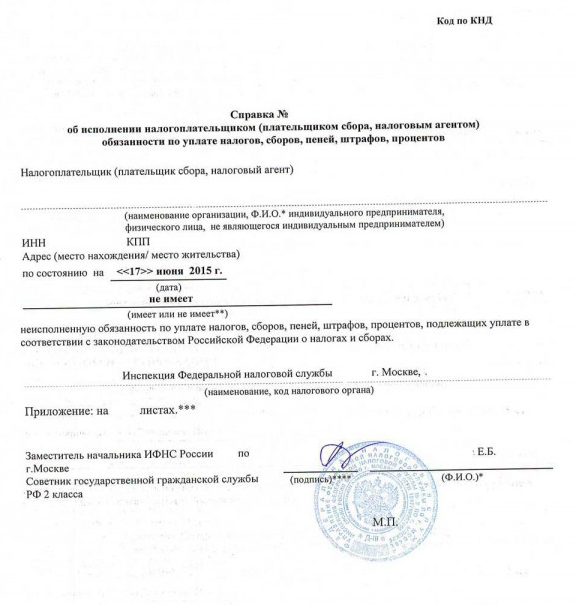 Код по КНД
Справка №
об исполнении налогоплательщиком (плательщиком сбора, налоговым агентом)
обязанности по уплате налогов, сборов, пеней, штрафов, процентов
Налогоплательщик (плательщик сбора, налоговый агент)
(наименование организации, Ф.И.О.* индивидуального предпринимателя,
физического лица, не являющегося индивидуальным предпринимателем)
ИНН КПП
Адрес (место нахождения/ место жительства)
по состоянию на <<17>> июня 2015 г.
(дата)
не имеет
(имеет или не имеет**)
неисполненную обязанность по уплате налогов, сборов, пеней, штрафов, процентов, подлежащих уплате в
соответствии с законодательством Российской Федерации о налогах и сборах.
Инспекция Федеральной налоговой службы г. Москве, .
(наименование, код налогового органа)
Приложение: на листах.***
Заместитель начальника ИФНС России по
г.Москве
Советник государственной гражданской службы
РФ 2 класса
Е.Б.
(подпись)**** (Ф.И.О.)*
М.П.